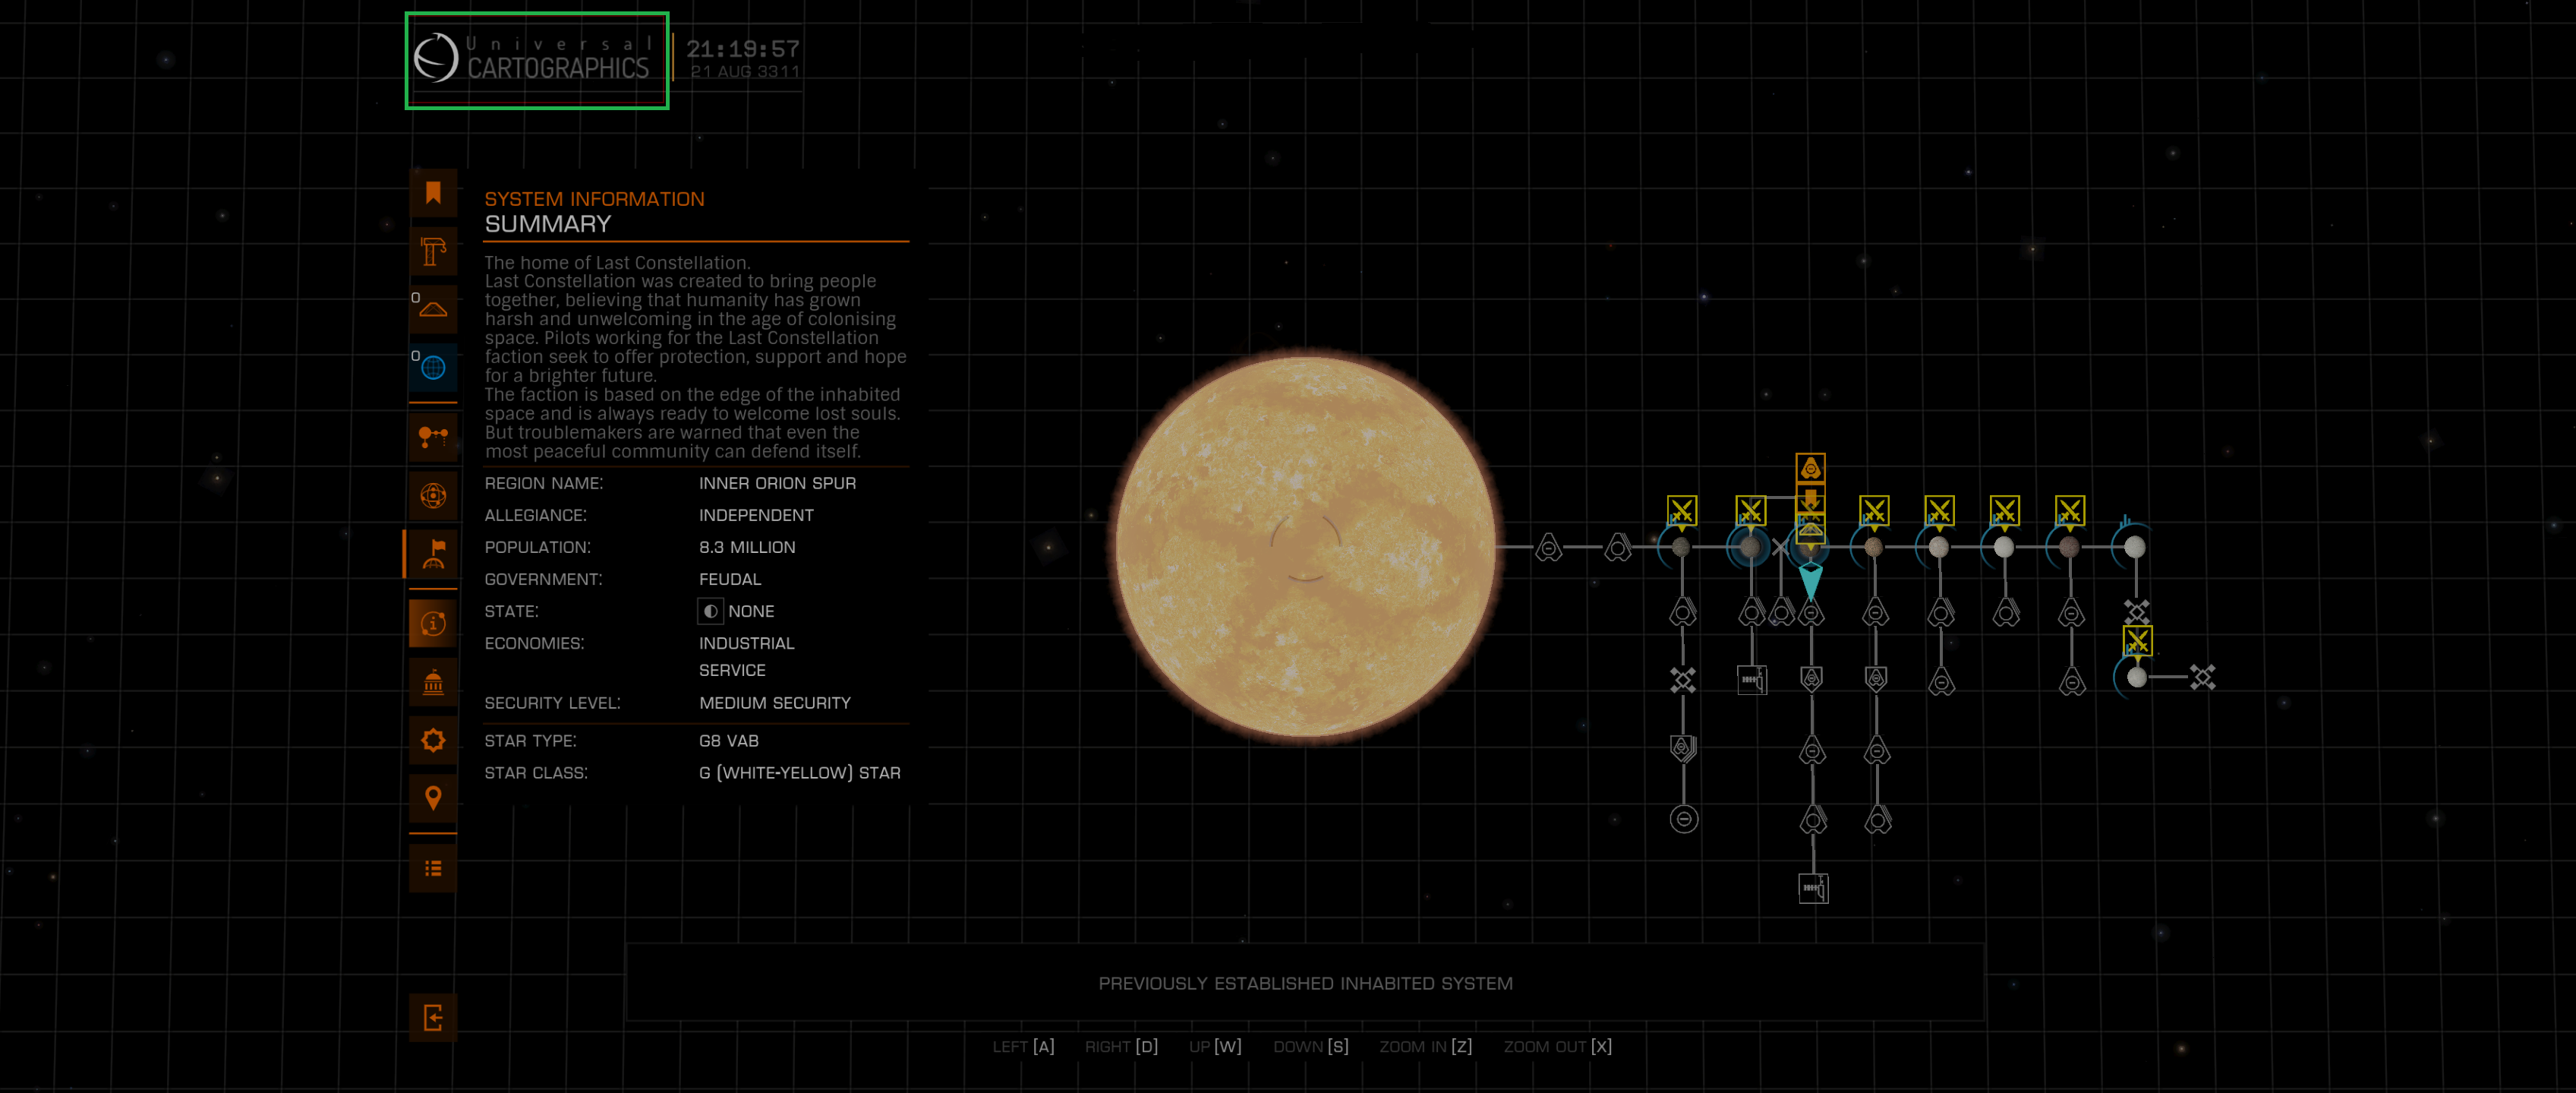 Universal
CARTOGRAPHICS
21:19:57
21 AUG 3311
SYSTEM INFORMATION
SUMMARY
The home of Last Constellation.
Last Constellation was created to bring people
together, believing that humanity has grown
harsh and unwelcoming in the age of colonising
space. Pilots working for the Last Constellation
faction seek to offer protection, support and hope
for a brighter future.
The faction is based on the edge of the inhabited
space and is always ready to welcome lost souls.
But troublemakers are warned that even the
most peaceful community can defend itself.
REGION NAME: INNER ORION SPUR
ALLEGIANCE: INDEPENDENT
POPULATION: 8.3 MILLION
GOVERNMENT: FEUDAL
STATE: NONE
ECONOMIES: INDUSTRIAL
SERVICE
SECURITY LEVEL: MEDIUM SECURITY
STAR TYPE: G8 VAB
STAR CLASS: G (WHITE-YELLOW) STAR
0
0
PREVIOUSLY ESTABLISHED INHABITED SYSTEM
LEFT [A] RIGHT [D] UP [W] DOWN [S] ZOOM IN [Z] ZOOM OUT [X]